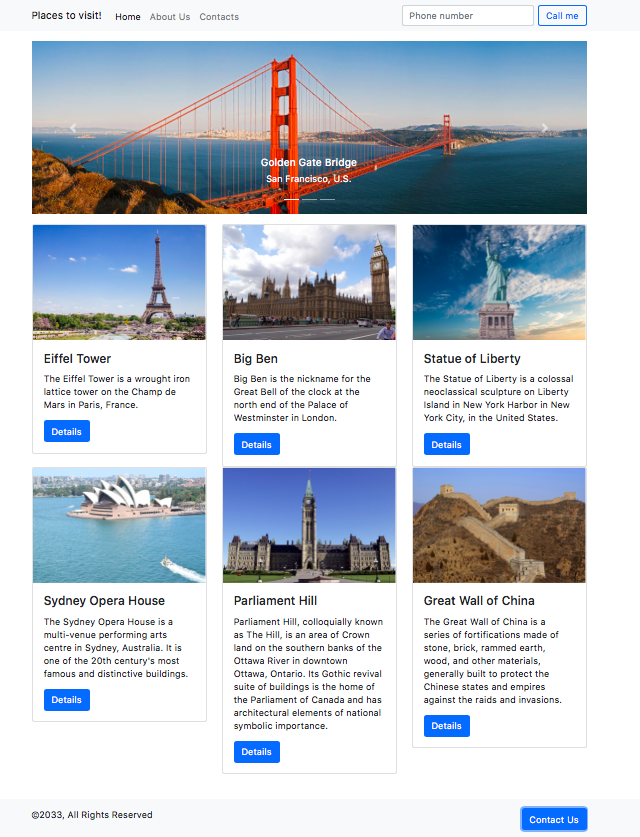 Places to visit! Home About Us Contacts Phone number Call me
Golden Gate Bridge
San Francisco, U.S.
Eiffel Tower
The Eiffel Tower is a wrought iron
lattice tower on the Champ de
Mars in Paris, France.
Details
Big Ben
Big Ben is the nickname for the
Great Bell of the clock at the
north end of the Palace of
Westminster in London.
Details
Statue of Liberty
The Statue of Liberty is a colossal
neoclassical sculpture on Liberty
Island in New York Harbor in New
York City, in the United States.
Details
Sydney Opera House
The Sydney Opera House is a
multi-venue performing arts
centre in Sydney, Australia. It is
one of the 20th century's most
famous and distinctive buildings.
Details
Parliament Hill
Parliament Hill, colloquially known
as The Hill, is an area of Crown
land on the southern banks of the
Ottawa River in downtown
Ottawa, Ontario. Its Gothic revival
suite of buildings is the home of
the Parliament of Canada and has
architectural elements of national
symbolic importance.
Details
Great Wall of China
The Great Wall of China is a
series of fortifications made of
stone, brick, rammed earth,
wood, and other materials,
generally built to protect the
Chinese states and empires
against the raids and invasions.
Details
©2033, All Rights Reserved Contact Us